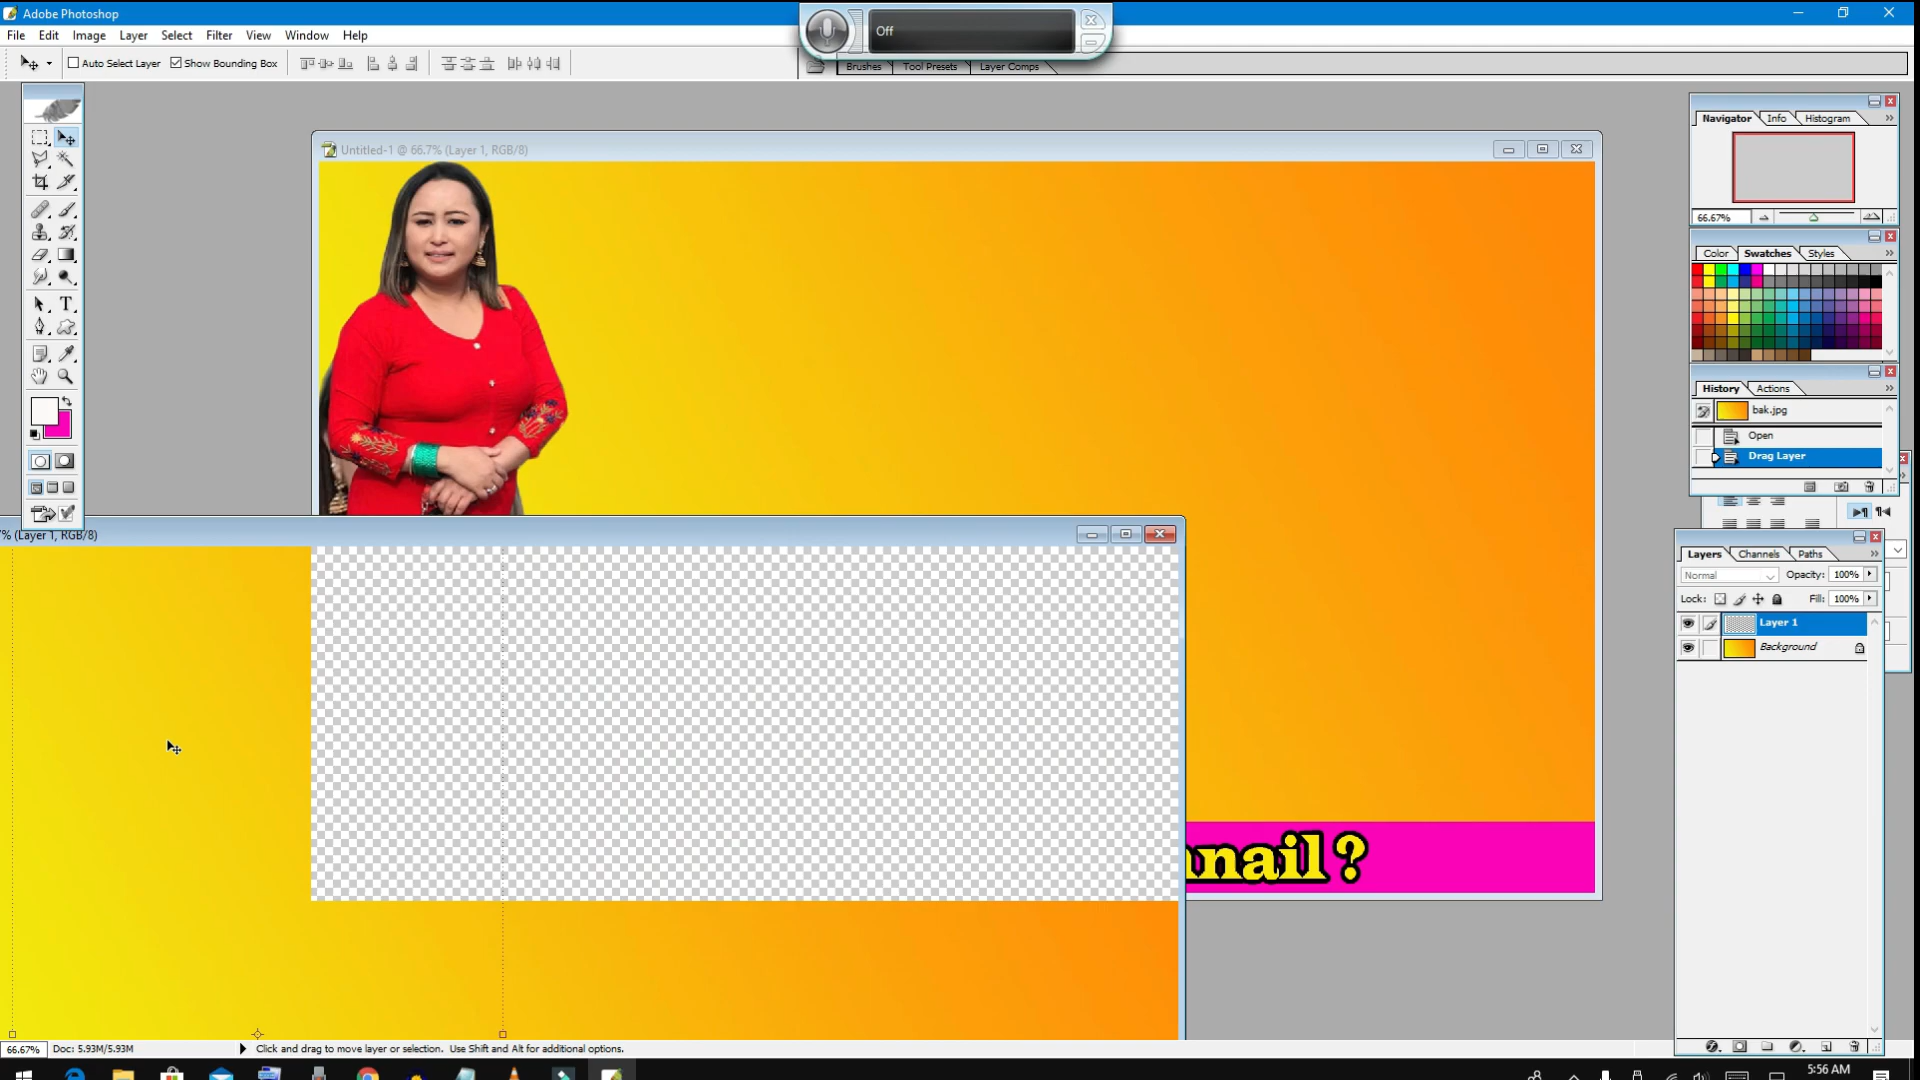 Adobe Photoshop
Off
File Edit Image Layer Select Filter View Window Help
Auto Select Layer Show Bounding Box
Brushes Tool Presets Layer Comps
Navigator Info Histogram
Untitled-1 @ 66.7% (Layer 1, RGB/8)
66.67%
Color Swatches Styles
History Actions
bak.jpg
Open
Drag Layer
7% (Layer 1, RGB/8)
Layers Channels Paths
Normal Opacity: 100%
Lock: Fill: 100%
Layer 1
Background
nail ?
66.67% Doc: 5.93M/5.93M Click and drag to move layer or selection. Use Shift and Alt for additional options.
5:56 AM